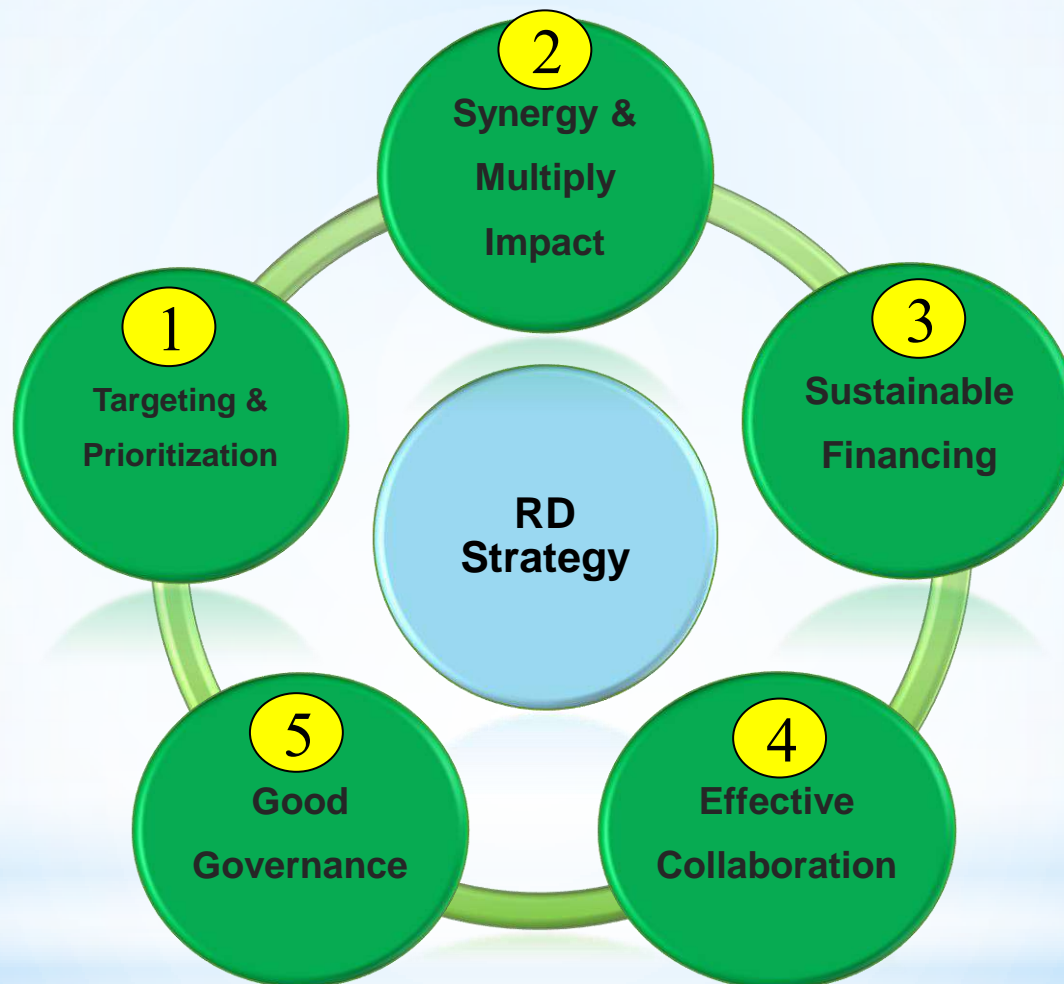 1
Targeting &
Prioritization
2
Synergy &
Multiply
Impact
3
Sustainable
Financing
4
Effective
Collaboration
5
Good
Governance
RD
Strategy